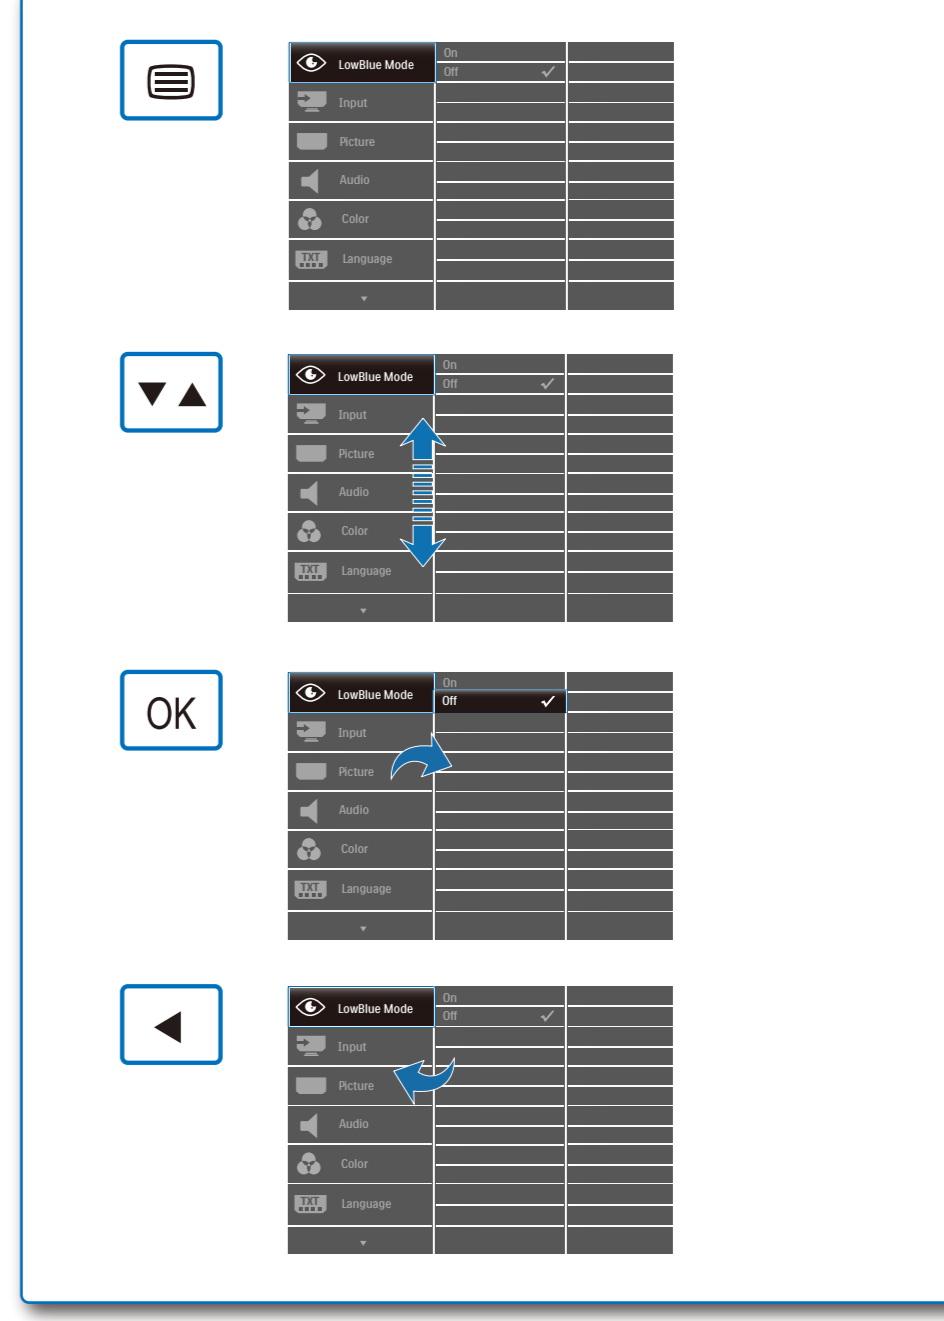 LowBlue Mode
On
Off
Input
Picture
Audio
Color
TXT
Language
LowBlue Mode
On
Off
Input
Picture
Audio
Color
TXT
Language
OK
LowBlue Mode
On
Off
Input
Picture
Audio
Color
TXT
Language
LowBlue Mode
On
Off
Input
Picture
Audio
Color
TXT
Language